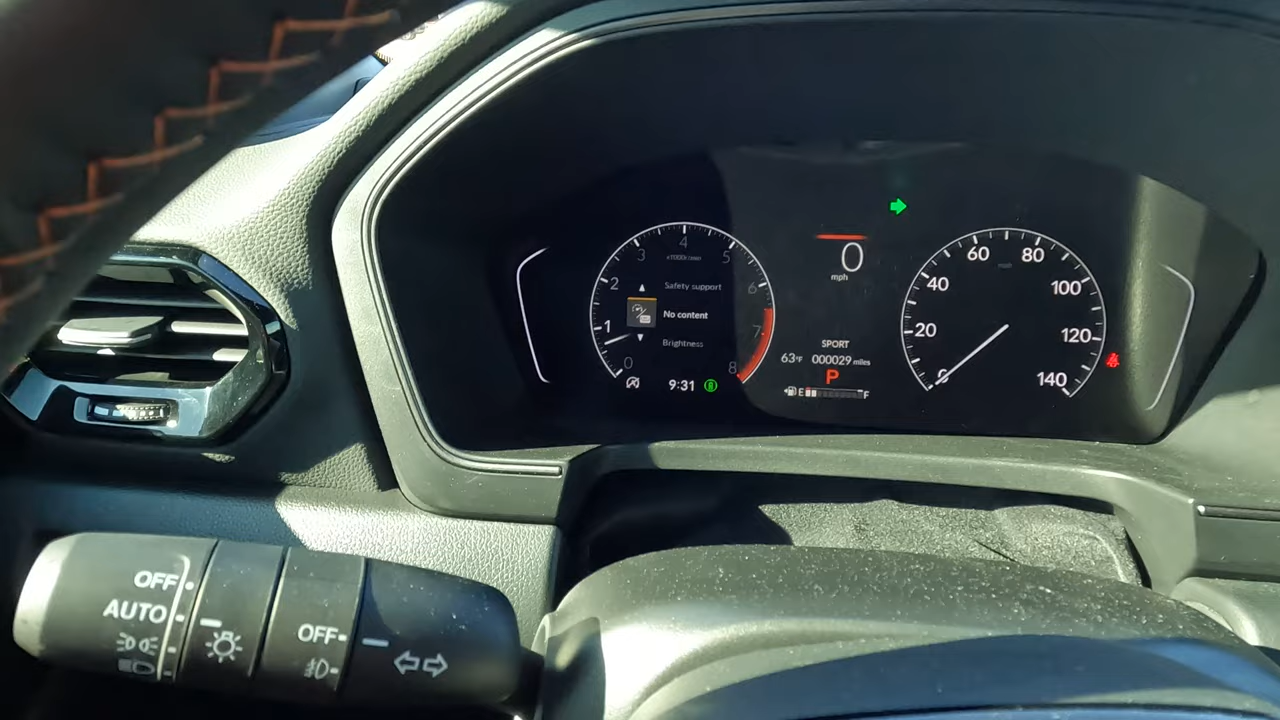 4
3
5
x1000r/min
2
Safety support
6
No content
1
7
Brightness
0
8
9:31
0
mph
SPORT
63°F
000029 miles
P
E
F
60
80
mph
40
100
20
120
0
140
OFF
AUTO
OFF